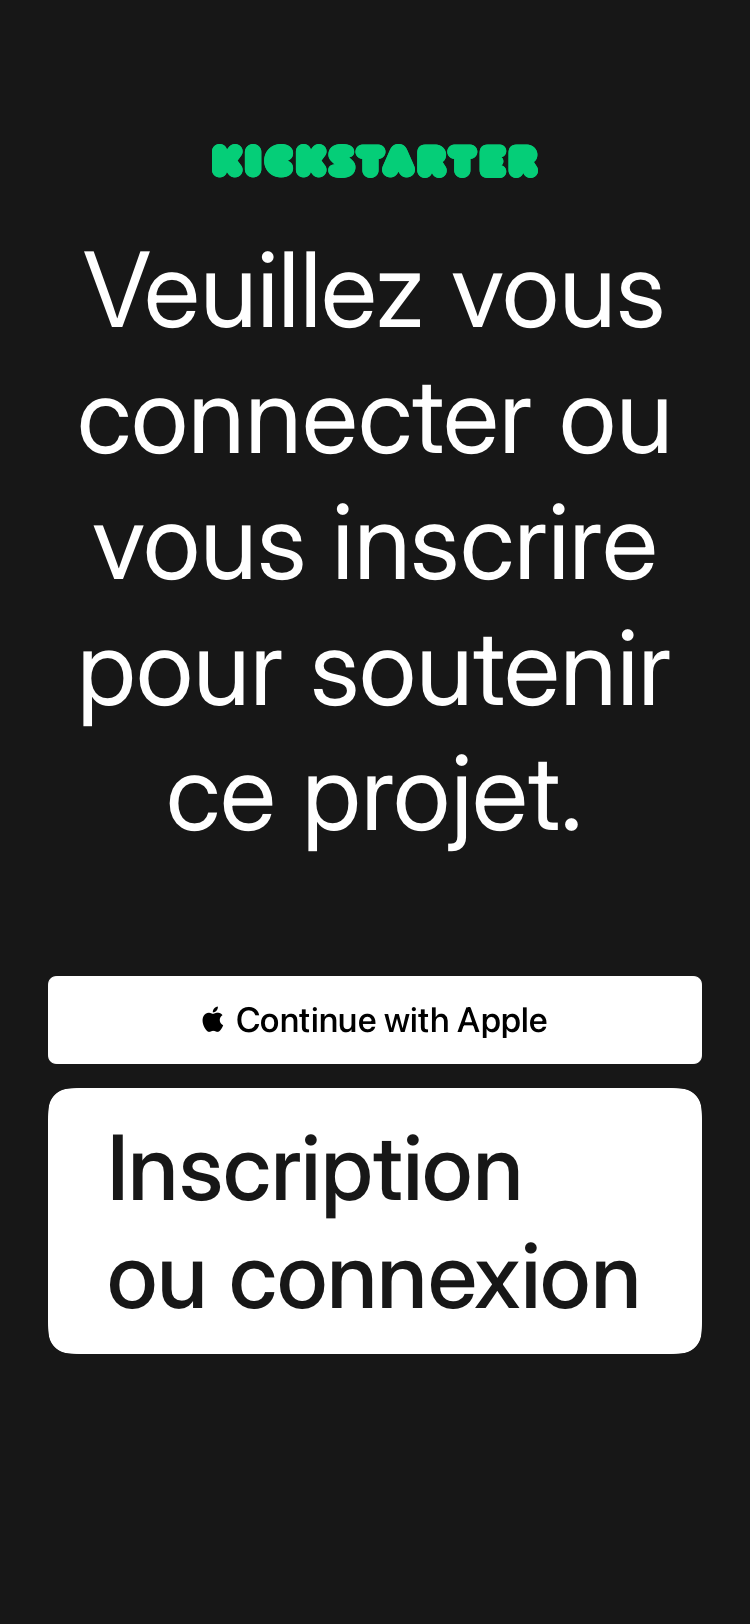 KICKSTARTER
Veuillez vous
connecter ou
vous inscrire
pour soutenir
ce projet.
Continue with Apple
Inscription
ou connexion